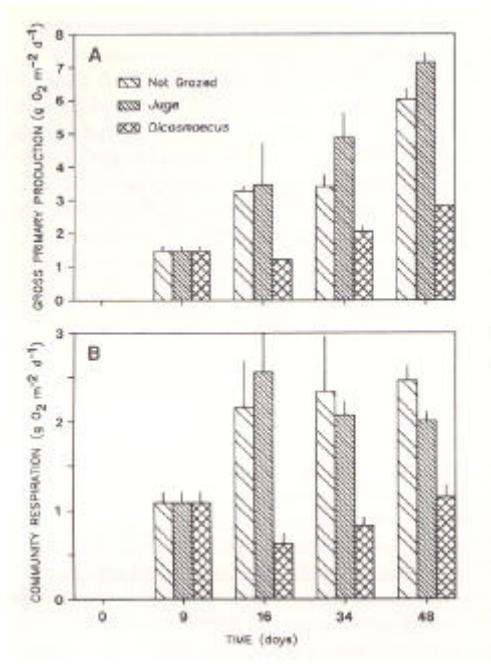 GROSS PRIMARY PRODUCTION (g O2 m−2 d−1)
8
7
6
5
4
3
2
1
0
A
Not Grazed
Juga
Dicosmoecus
COMMUNITY RESPIRATION (g O2 m−2 d−1)
3
2
1
0
B
0 9 16 34 48
TIME (days)